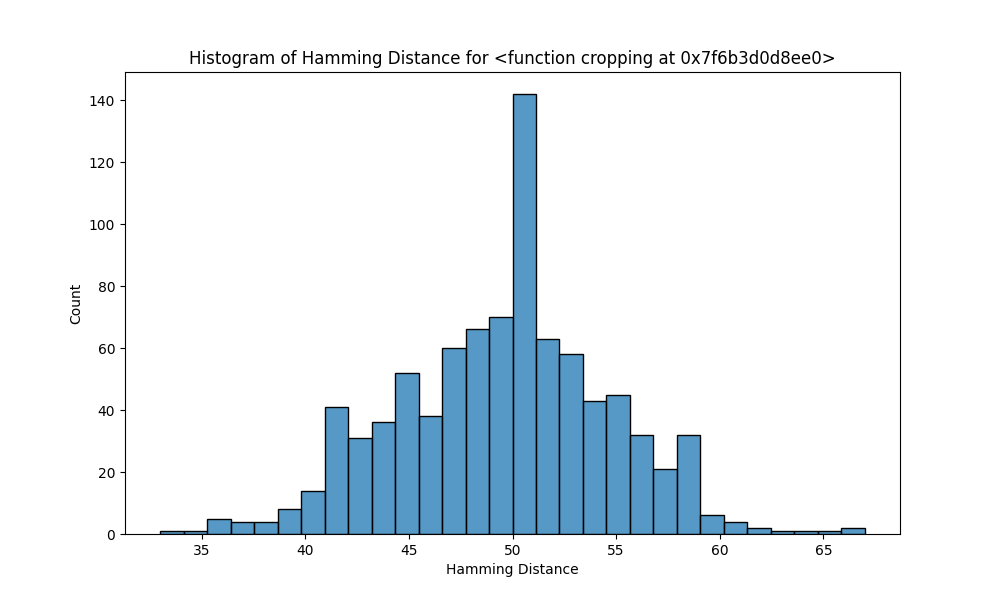 Histogram of Hamming Distance for <function cropping at 0x7f6b3d0d8ee0>
140
120
100
80
60
40
20
0
Count
35 40 45 50 55 60 65
Hamming Distance